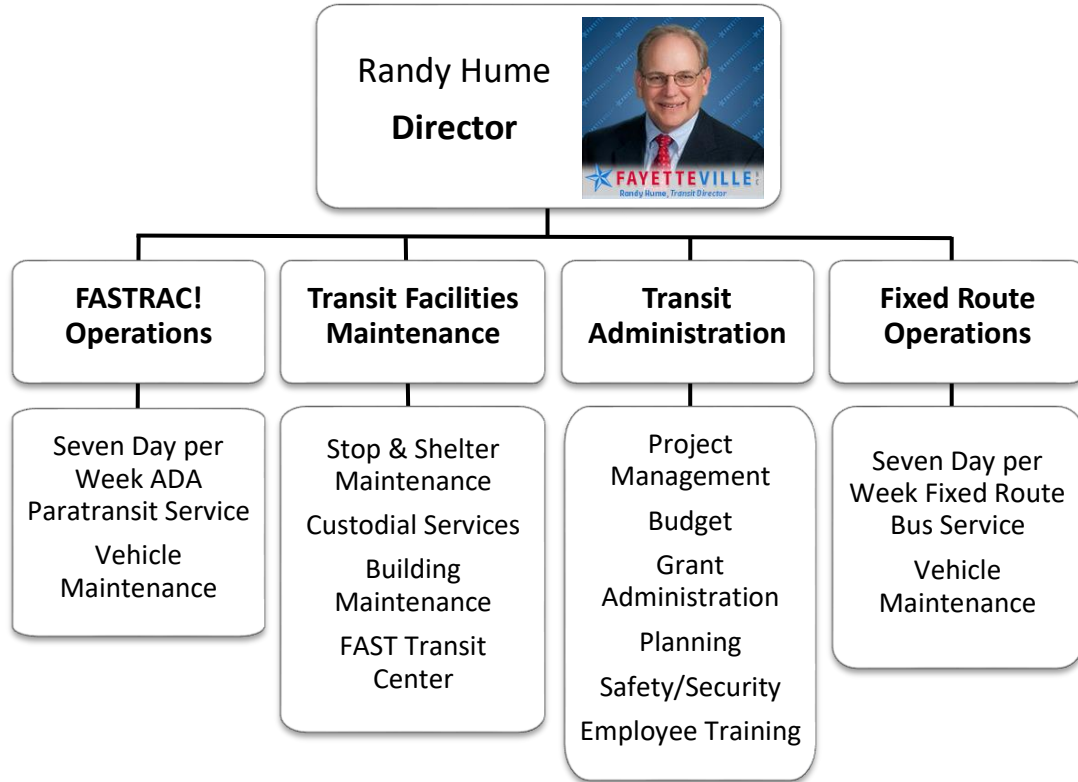 Randy Hume
Director
FAYETTEVILLE
Randy Hume, Transit Director
FASTRAC!
Operations
Transit Facilities
Maintenance
Transit
Administration
Fixed Route
Operations
Seven Day per
Week ADA
Paratransit Service
Vehicle
Maintenance
Stop & Shelter
Maintenance
Custodial Services
Building
Maintenance
FAST Transit
Center
Project
Management
Budget
Grant
Administration
Planning
Safety/Security
Employee Training
Seven Day per
Week Fixed Route
Bus Service
Vehicle
Maintenance